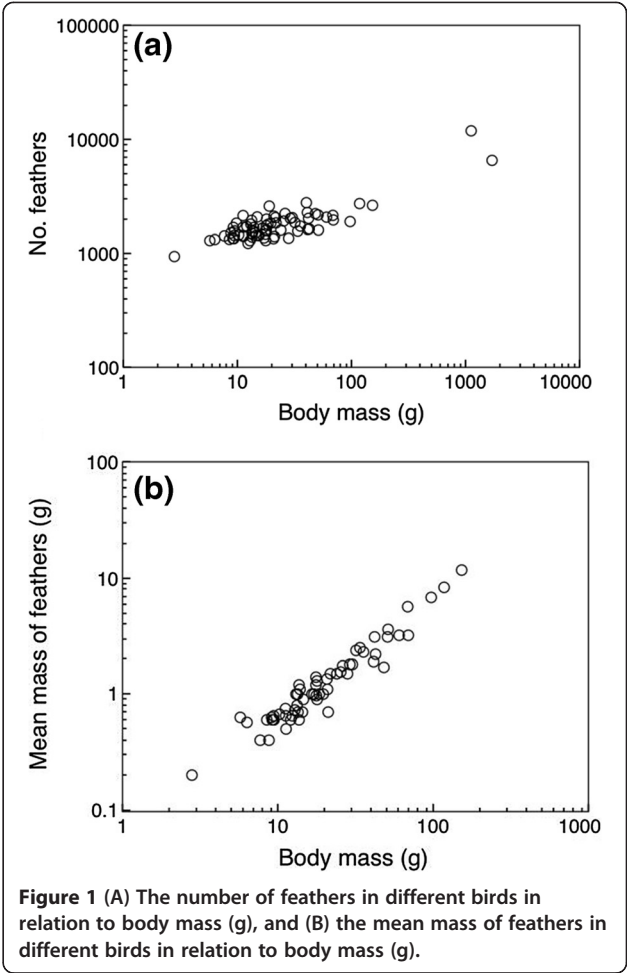 (a)
100000
10000
1000
100
No. feathers
1 10 100 1000 10000
Body mass (g)
(b)
100
10
1
0.1
Mean mass of feathers (g)
1 10 100 1000
Body mass (g)
Figure 1 (A) The number of feathers in different birds in
relation to body mass (g), and (B) the mean mass of feathers in
different birds in relation to body mass (g).